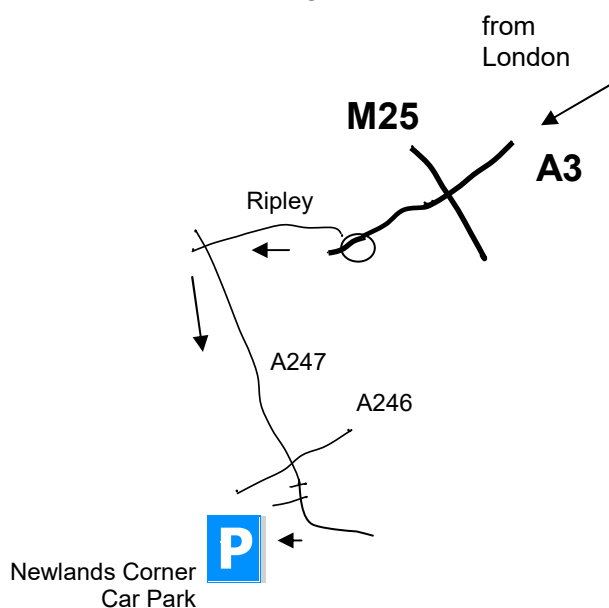 from
London
M25
A3
Ripley
A247
A246
P
Newlands Corner
Car Park